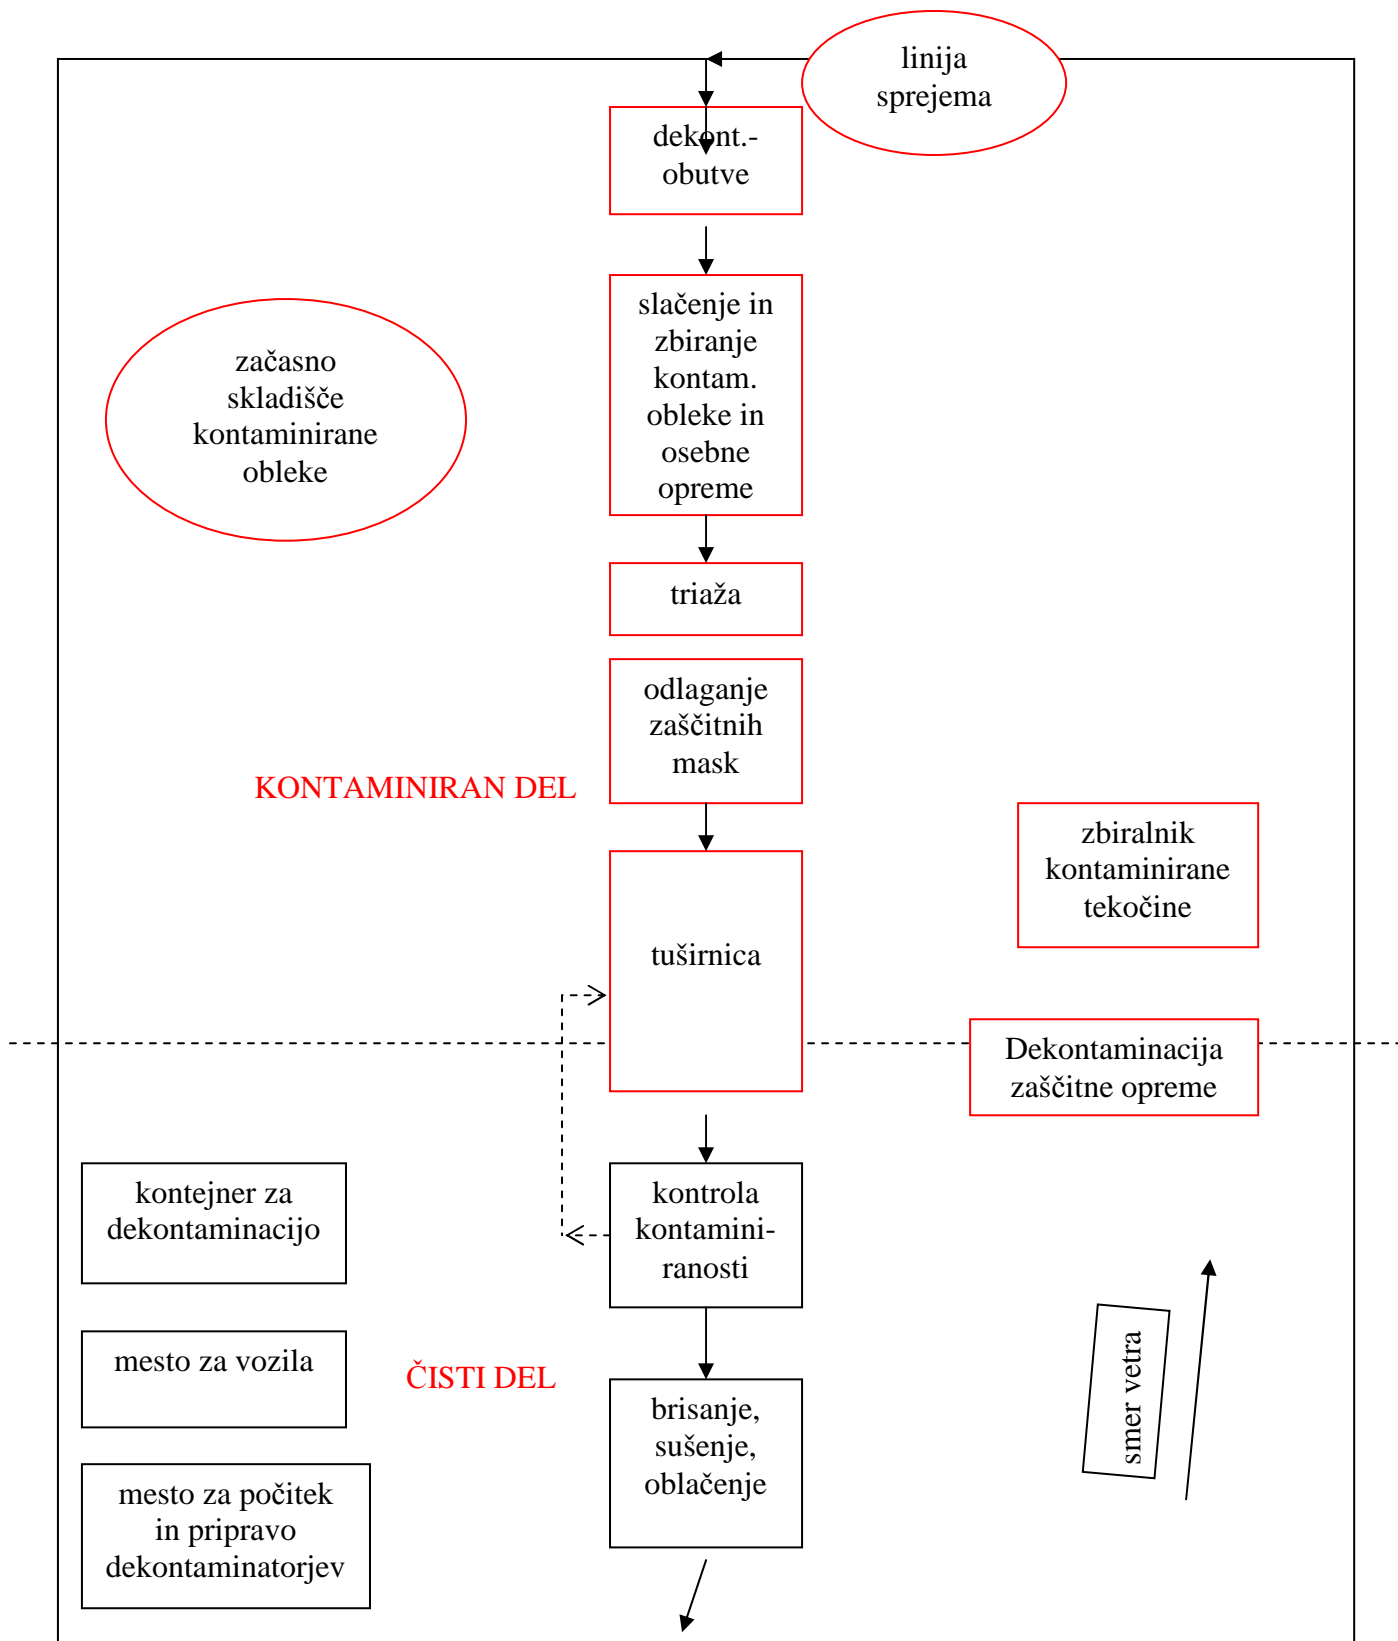 linija
sprejema
dekont.-
obutve
slačenje in
zbiranje
kontam.
obleke in
osebne
opreme
začasno
skladišče
kontaminirane
obleke
triaža
odlaganje
zaščitnih
mask
KONTAMINIRAN DEL
zbiralnik
kontaminirane
tekočine
tuširnica
Dekontaminacija
zaščitne opreme
kontejner za
dekontaminacijo
kontrola
kontamini-
ranosti
mesto za vozila
ČISTI DEL
brisanje,
sušenje,
oblačenje
smer vetra
mesto za počitek
in pripravo
dekontaminatorjev